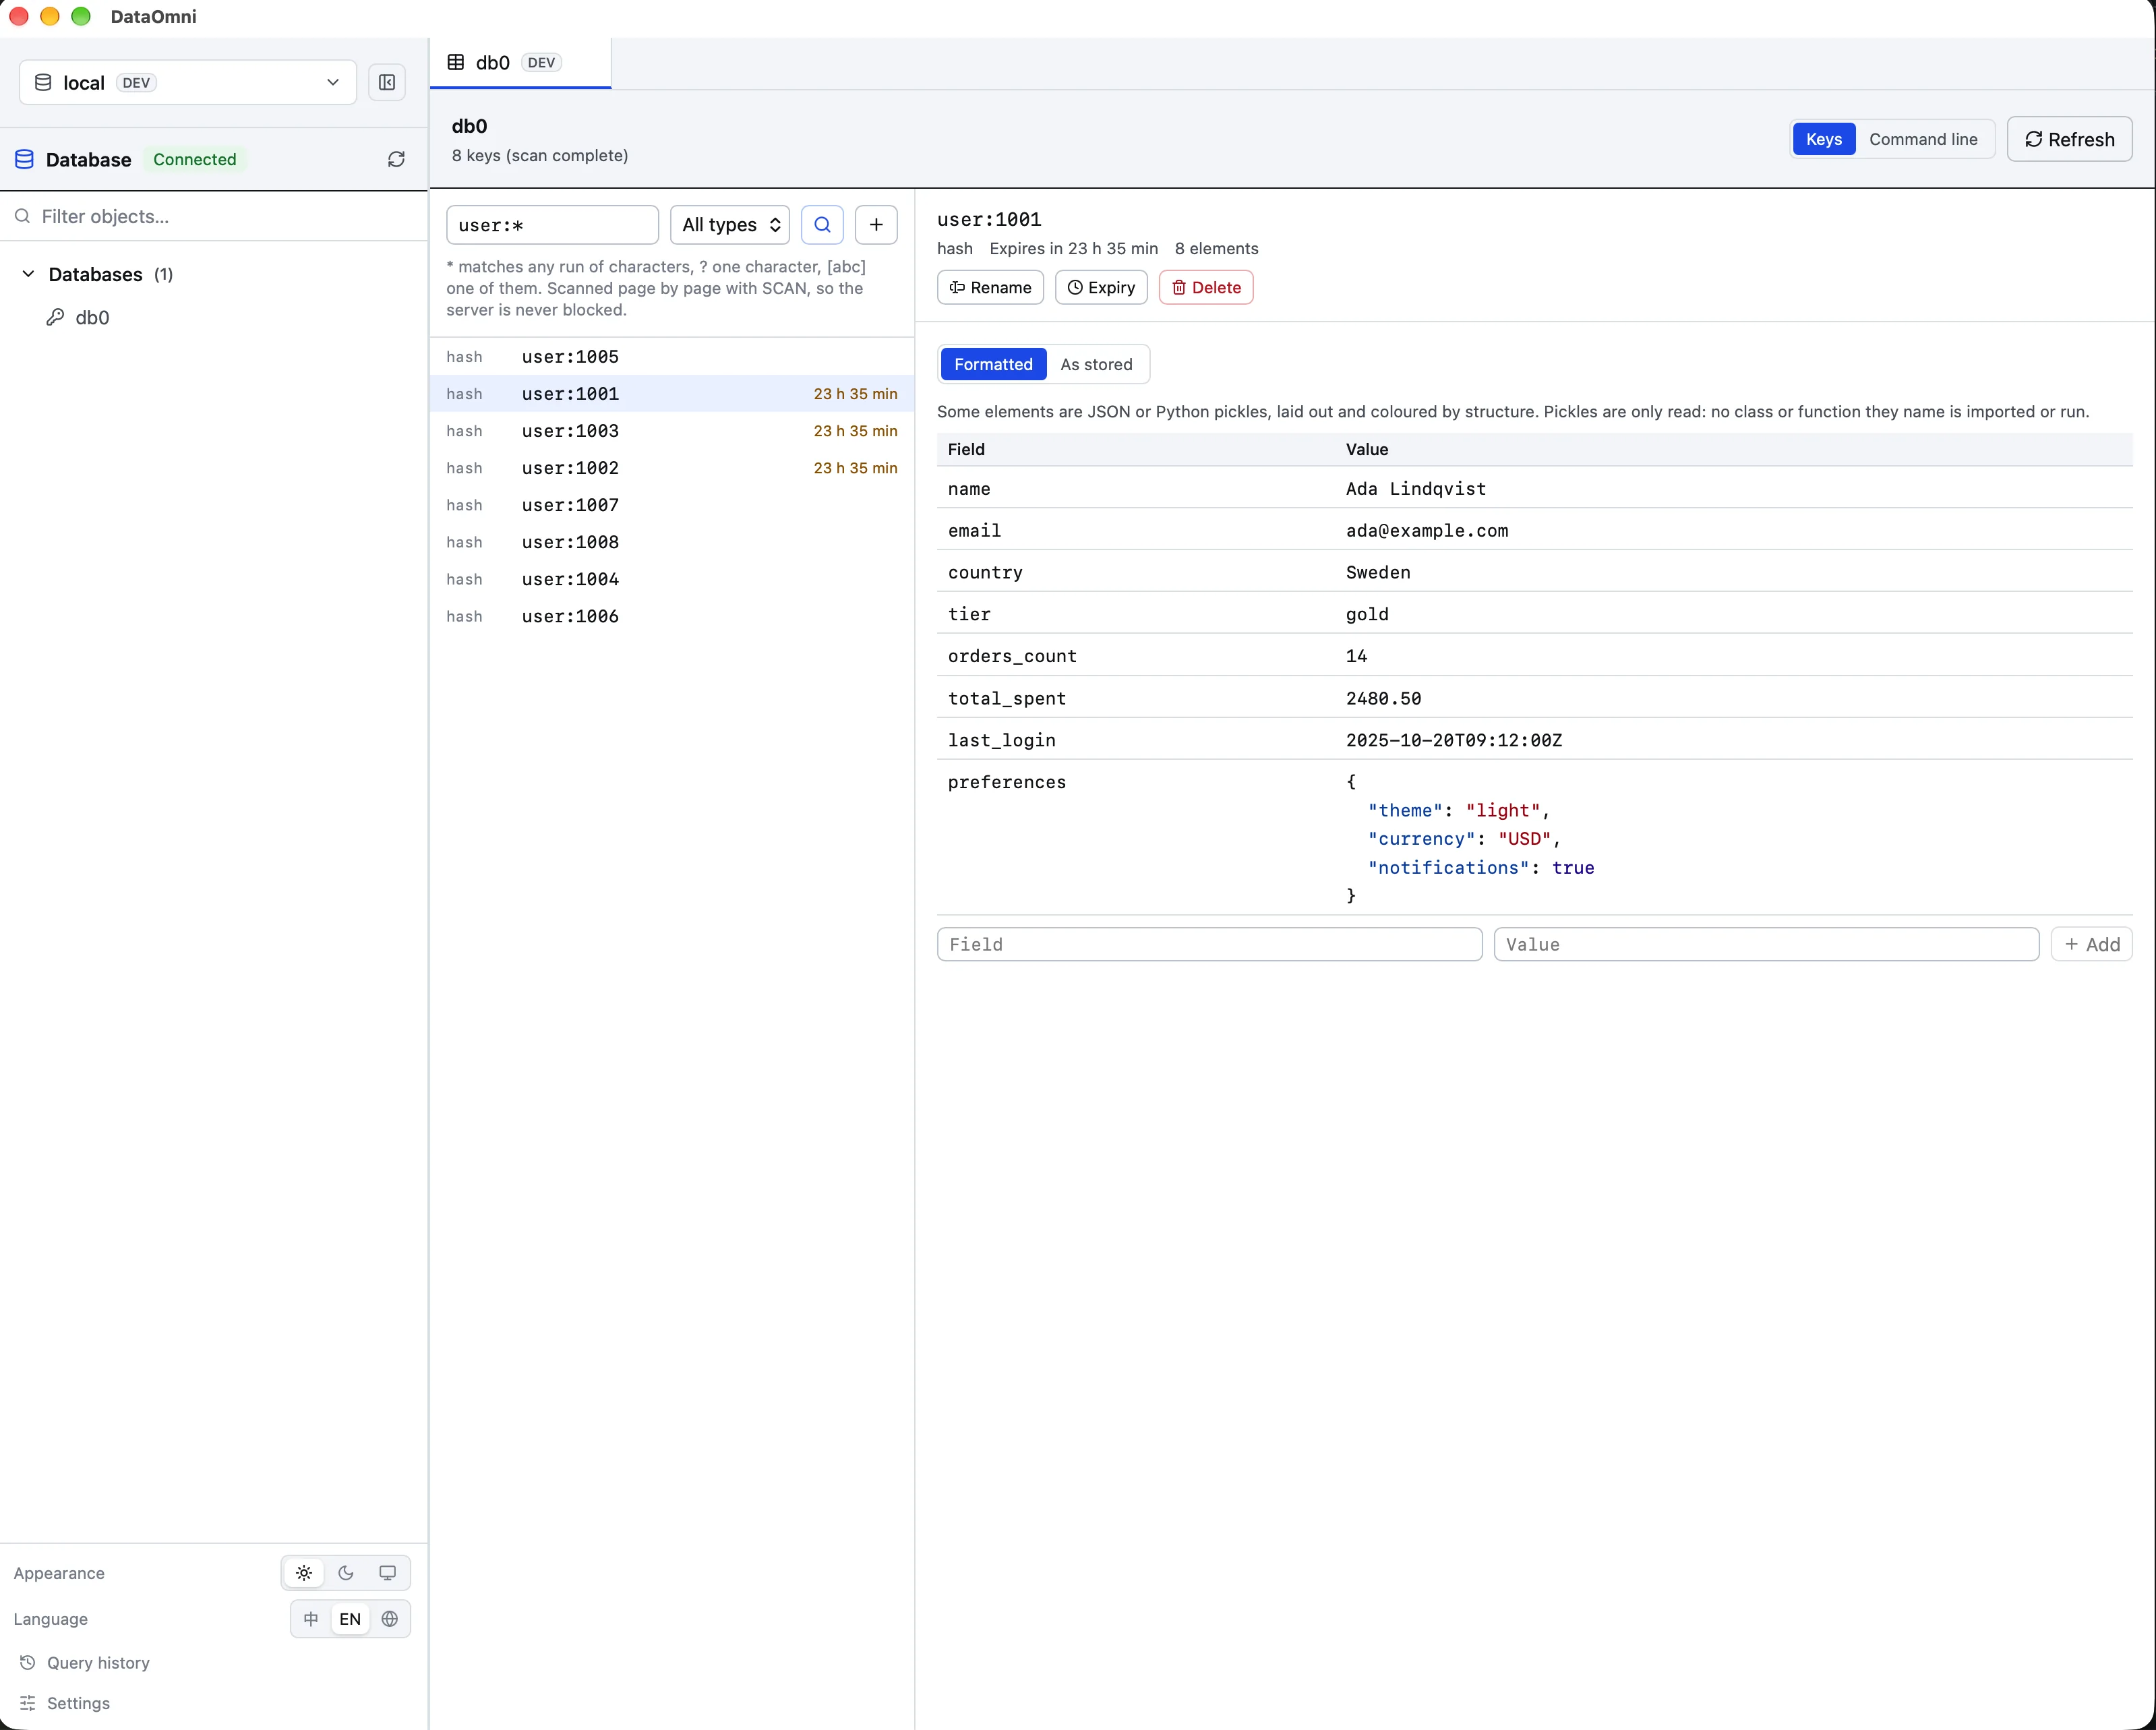 DataOmni
local DEV
db0 DEV
Database Connected
db0
8 keys (scan complete)
Keys Command line Refresh
Filter objects...
Databases (1)
db0
user:* All types
* matches any run of characters, ? one character, [abc]
one of them. Scanned page by page with SCAN, so the
server is never blocked.
hash user:1005
hash user:1001 23 h 35 min
hash user:1003 23 h 35 min
hash user:1002 23 h 35 min
hash user:1007
hash user:1008
hash user:1004
hash user:1006
user:1001
hash Expires in 23 h 35 min 8 elements
Rename Expiry Delete
Formatted As stored
Some elements are JSON or Python pickles, laid out and coloured by structure. Pickles are only read: no class or function they name is imported or run.
Field Value
name Ada Lindqvist
email ada@example.com
country Sweden
tier gold
orders_count 14
total_spent 2480.50
last_login 2025-10-20T09:12:00Z
preferences {
"theme": "light",
"currency": "USD",
"notifications": true
}
Field Value + Add
Appearance
Language 中 EN
Query history
Settings